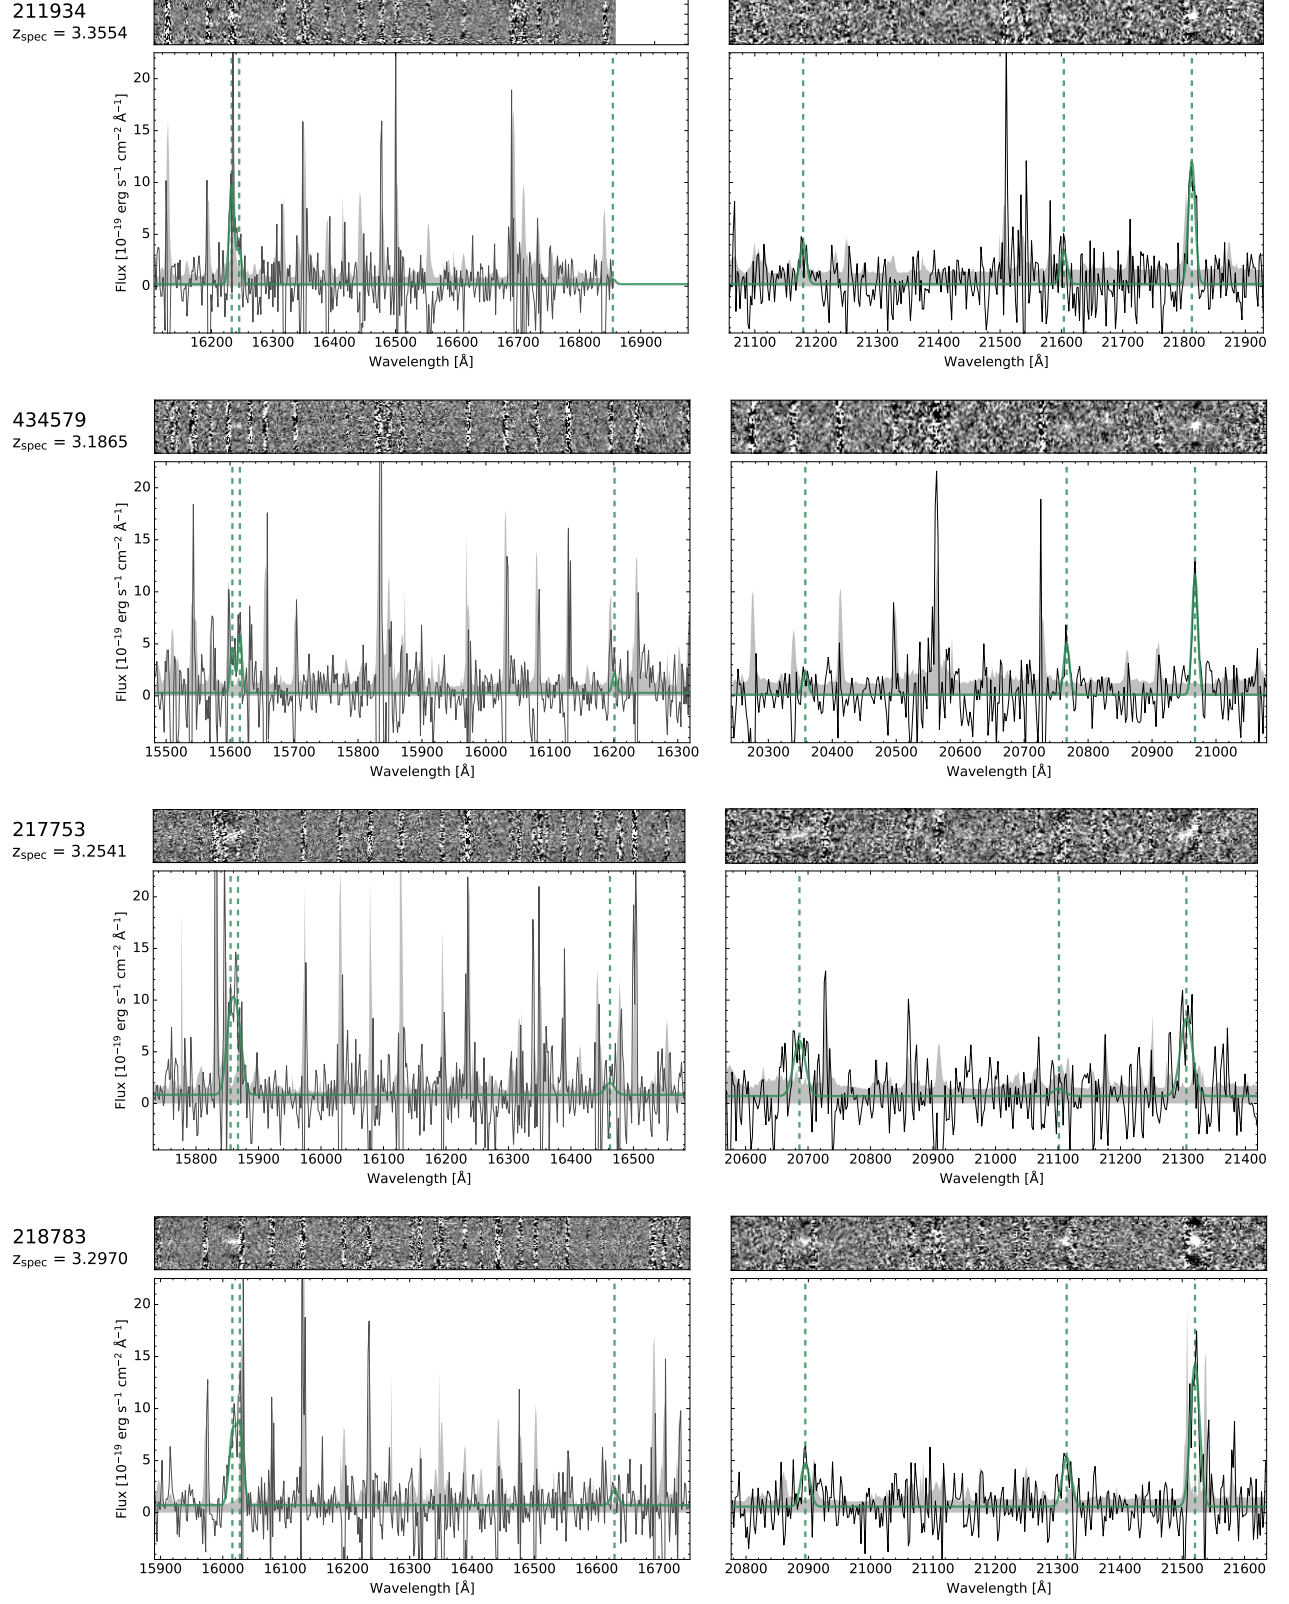 211934
zspec = 3.3554
20
15
10
5
0
Flux [10−19 erg s−1 cm−2 Å−1]
16200 16300 16400 16500 16600 16700 16800 16900
Wavelength [Å]
21100 21200 21300 21400 21500 21600 21700 21800 21900
Wavelength [Å]
434579
zspec = 3.1865
20
15
10
5
0
Flux [10−19 erg s−1 cm−2 Å−1]
15500 15600 15700 15800 15900 16000 16100 16200 16300
Wavelength [Å]
20300 20400 20500 20600 20700 20800 20900 21000
Wavelength [Å]
217753
zspec = 3.2541
20
15
10
5
0
Flux [10−19 erg s−1 cm−2 Å−1]
15800 15900 16000 16100 16200 16300 16400 16500
Wavelength [Å]
20600 20700 20800 20900 21000 21100 21200 21300 21400
Wavelength [Å]
218783
zspec = 3.2970
20
15
10
5
0
Flux [10−19 erg s−1 cm−2 Å−1]
15900 16000 16100 16200 16300 16400 16500 16600 16700
Wavelength [Å]
20800 20900 21000 21100 21200 21300 21400 21500 21600
Wavelength [Å]